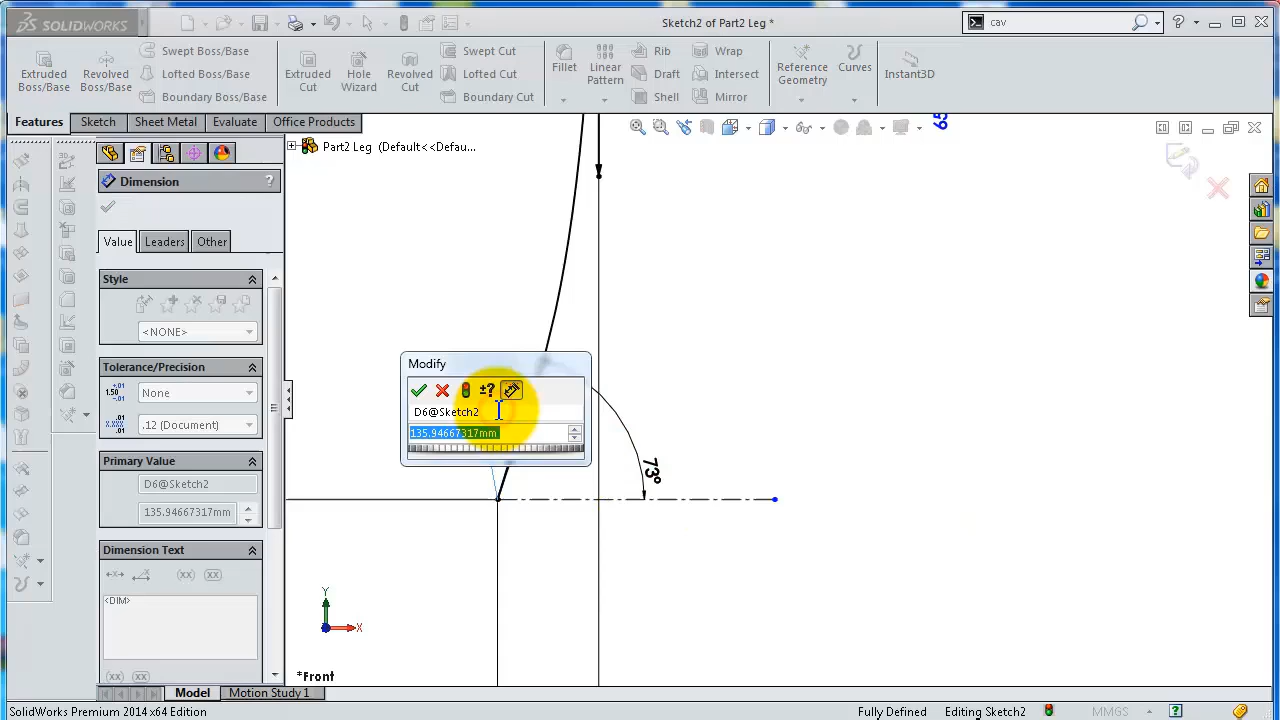 SOLIDWORKS
Sketch2 of Part2 Leg *
cav
Extruded Boss/Base
Revolved Boss/Base
Swept Boss/Base
Lofted Boss/Base
Boundary Boss/Base
Extruded Cut
Hole Wizard
Revolved Cut
Swept Cut
Lofted Cut
Boundary Cut
Fillet
Linear Pattern
Rib
Draft
Shell
Wrap
Intersect
Mirror
Reference Geometry
Curves
Instant3D
Features
Sketch
Sheet Metal
Evaluate
Office Products
Part2 Leg (Default<<Defau...
Dimension
?
Value
Leaders
Other
Style
<NONE>
Tolerance/Precision
None
.12 (Document)
Primary Value
D6@Sketch2
135.94667317mm
Dimension Text
<DIM>
Modify
D6@Sketch2
135.94667317mm
73°
Y
X
*Front
Model
Motion Study 1
SolidWorks Premium 2014 x64 Edition
Fully Defined
Editing Sketch2
MMGS